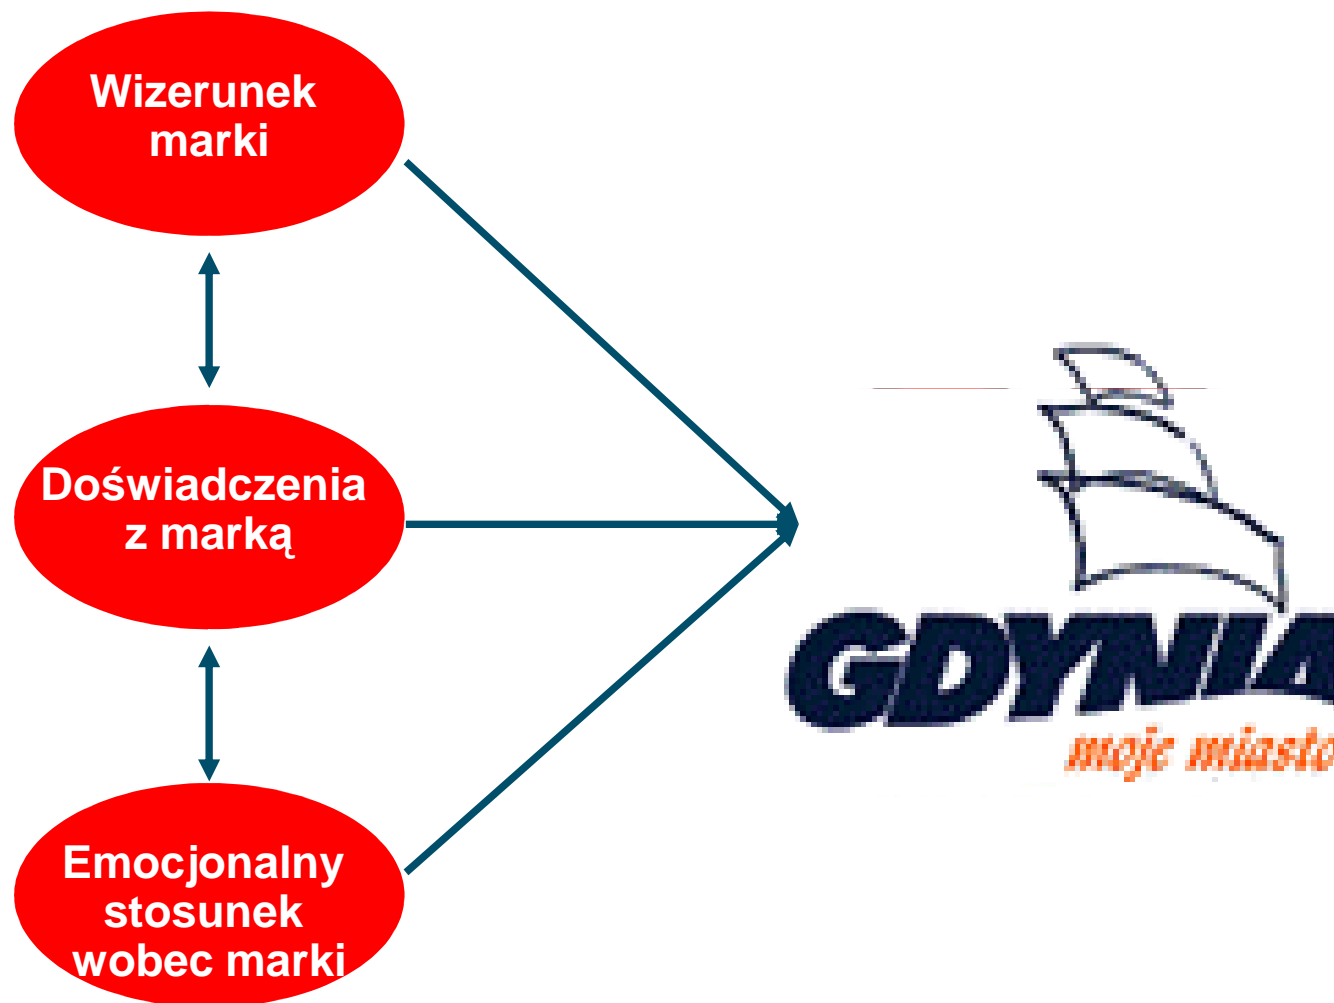 Wizerunek
marki
Doświadczenia
z marką
Emocjonalny
stosunek
wobec marki
GDYNIA
moje miasto